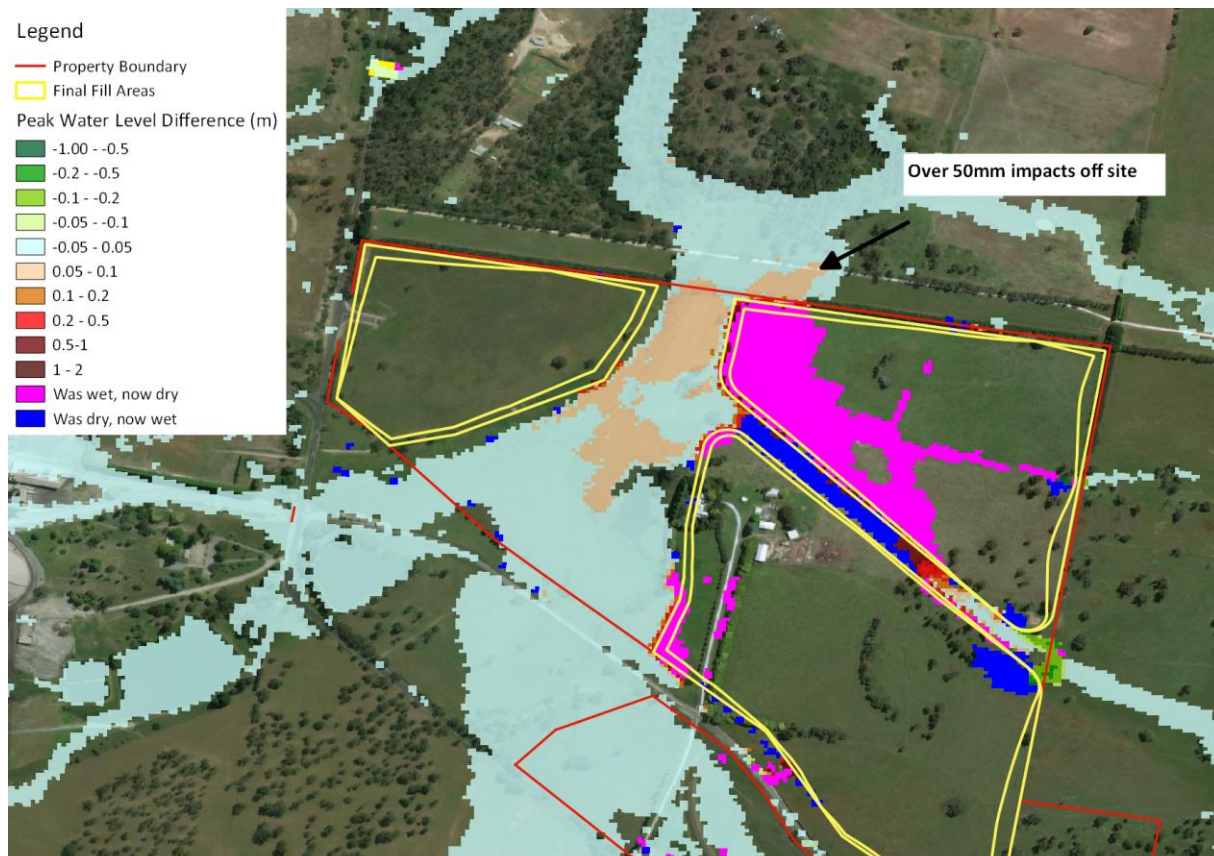 Legend
Property Boundary
Final Fill Areas
Peak Water Level Difference (m)
-1.00 - -0.5
-0.2 - -0.5
-0.1 - -0.2
-0.05 - -0.1
-0.05 - 0.05
0.05 - 0.1
0.1 - 0.2
0.2 - 0.5
0.5-1
1 - 2
Was wet, now dry
Was dry, now wet
Over 50mm impacts off site